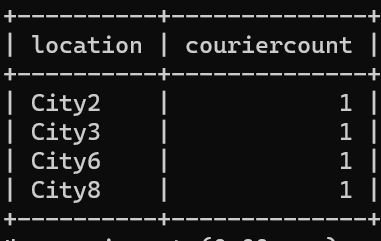 +----------+--------------+
| location | couriercount |
+----------+--------------+
| City2    |            1 |
| City3    |            1 |
| City6    |            1 |
| City8    |            1 |
+----------+--------------+